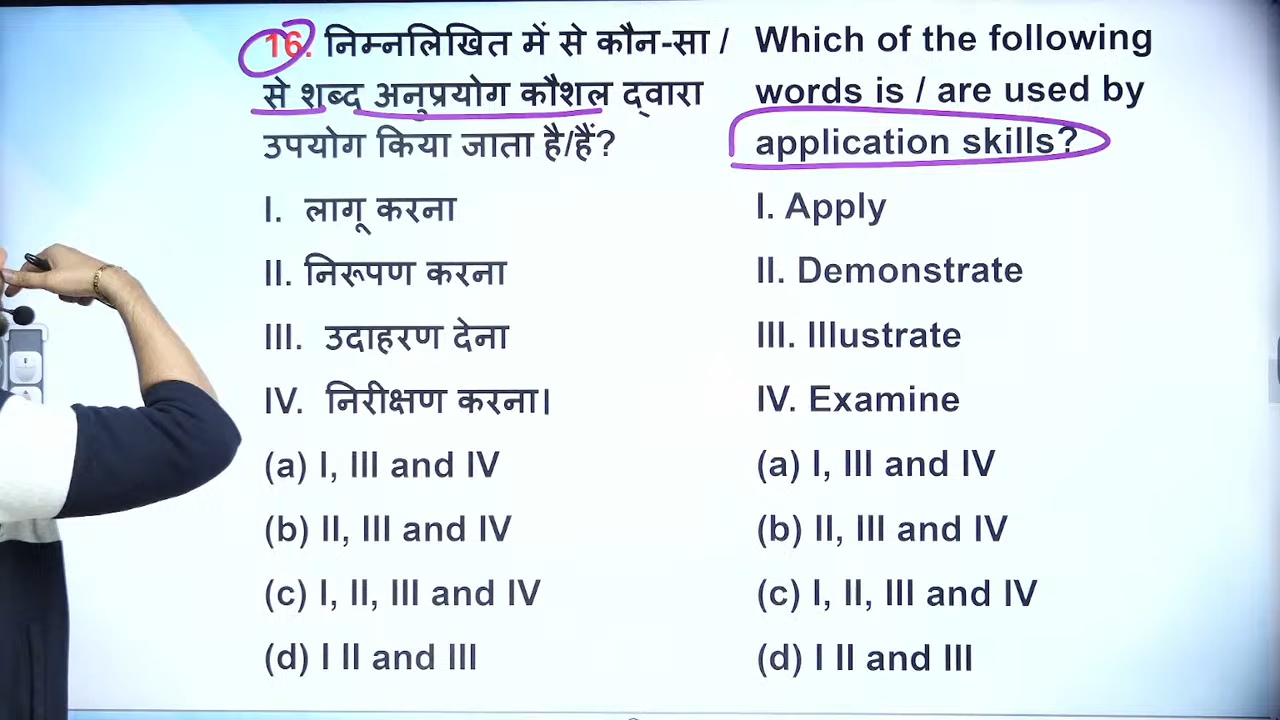 16. निम्नलिखित में से कौन-सा /
से शब्द अनुप्रयोग कौशल द्वारा
उपयोग किया जाता है/हैं?
I. लागू करना
II. निरूपण करना
III. उदाहरण देना
IV. निरीक्षण करना।
(a) I, III and IV
(b) II, III and IV
(c) I, II, III and IV
(d) I II and III
Which of the following
words is / are used by
application skills?
I. Apply
II. Demonstrate
III. Illustrate
IV. Examine
(a) I, III and IV
(b) II, III and IV
(c) I, II, III and IV
(d) I II and III